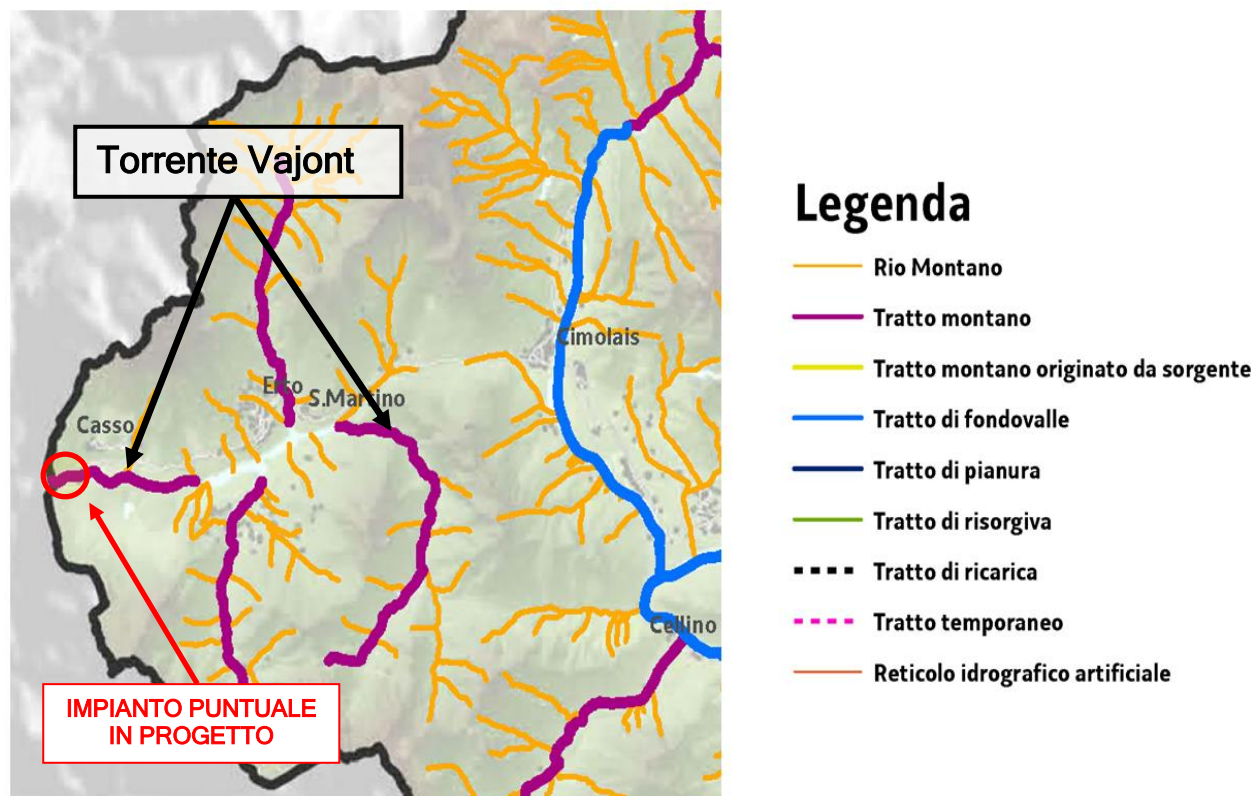 Torrente Vajont
Cimolais
Erto
S.Martino
Casso
Cellino
IMPIANTO PUNTUALE
IN PROGETTO
Legenda
Rio Montano
Tratto montano
Tratto montano originato da sorgente
Tratto di fondovalle
Tratto di pianura
Tratto di risorgiva
Tratto di ricarica
Tratto temporaneo
Reticolo idrografico artificiale